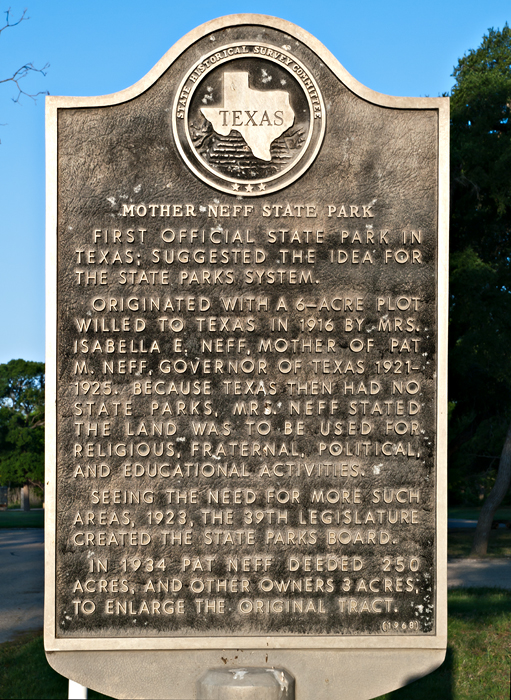 STATE HISTORICAL SURVEY COMMITTEE
TEXAS
MOTHER NEFF STATE PARK
FIRST OFFICIAL STATE PARK IN
TEXAS; SUGGESTED THE IDEA FOR
THE STATE PARKS SYSTEM.
ORIGINATED WITH A 6-ACRE PLOT
WILLED TO TEXAS IN 1916 BY MRS.
ISABELLA E. NEFF, MOTHER OF PAT
M. NEFF, GOVERNOR OF TEXAS 1921-
1925. BECAUSE TEXAS THEN HAD NO
STATE PARKS, MRS. NEFF STATED
THE LAND WAS TO BE USED FOR
RELIGIOUS, FRATERNAL, POLITICAL,
AND EDUCATIONAL ACTIVITIES.
SEEING THE NEED FOR MORE SUCH
AREAS, 1923, THE 39TH LEGISLATURE
CREATED THE STATE PARKS BOARD.
IN 1934 PAT NEFF DEEDED 250
ACRES, AND OTHER OWNERS 3 ACRES,
TO ENLARGE THE ORIGINAL TRACT.
(1968)